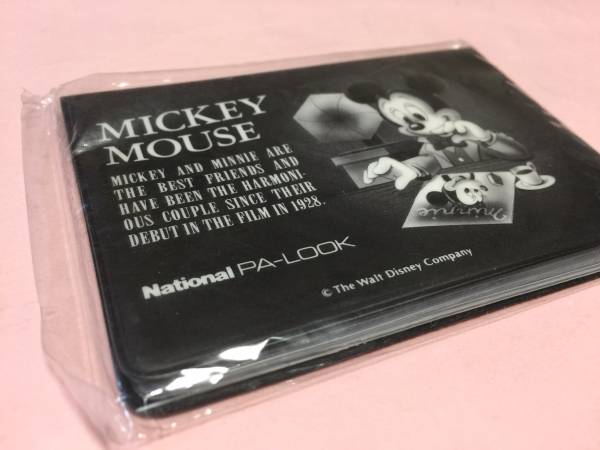 MICKEY
MOUSE
MICKEY AND MINNIE ARE
THE BEST FRIENDS AND
HAVE BEEN THE HARMONI-
OUS COUPLE SINCE THEIR
DEBUT IN THE FILM IN 1928.
National PA-LOOK
© The Walt Disney Company
minnie